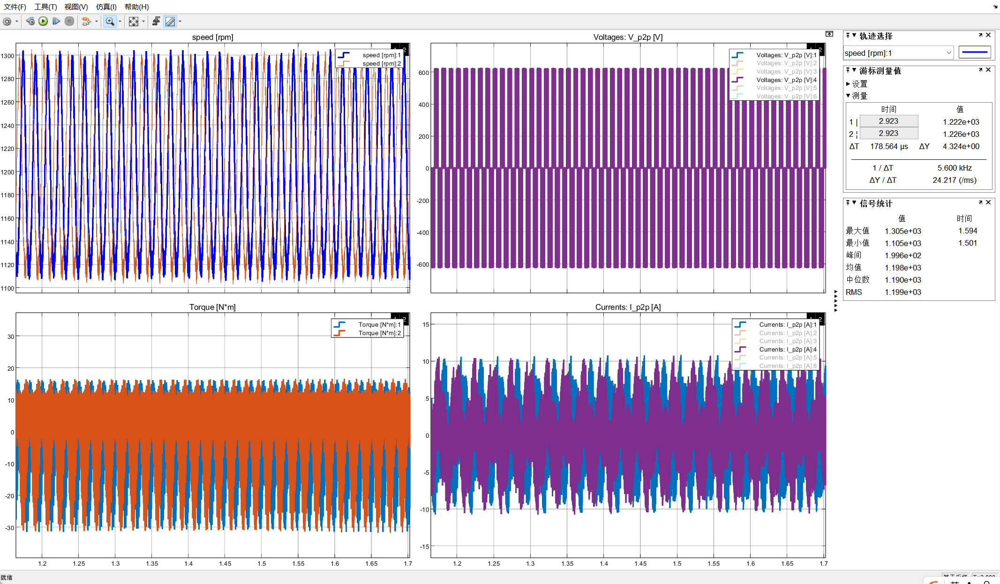 文件(F) 工具(T) 视图(V) 仿真(I) 帮助(H)
speed [rpm]
1300
1280
1260
1240
1220
1200
1180
1160
1140
1120
1100
speed [rpm]:1
speed [rpm]:2
2
Voltages: V_p2p [V]
600
400
200
0
-200
-400
-600
Voltages: V_p2p [V]:1
Voltages: V_p2p [V]:2
Voltages: V_p2p [V]:3
Voltages: V_p2p [V]:4
Voltages: V_p2p [V]:5
Voltages: V_p2p [V]:6
2
Torque [N*m]
30
20
10
0
-10
-20
-30
Torque [N*m]:1
Torque [N*m]:2
2
1.2 1.25 1.3 1.35 1.4 1.45 1.5 1.55 1.6 1.65 1.7
Currents: I_p2p [A]
15
10
5
0
-5
-10
-15
Currents: I_p2p [A]:1
Currents: I_p2p [A]:2
Currents: I_p2p [A]:3
Currents: I_p2p [A]:4
Currents: I_p2p [A]:5
Currents: I_p2p [A]:6
2
1.2 1.25 1.3 1.35 1.4 1.45 1.5 1.55 1.6 1.65 1.7
轨迹选择
speed [rpm]:1
游标测量值
设置
测量
时间 值
1 | 2.923 1.222e+03
2 ¦ 2.923 1.226e+03
ΔT 178.564 µs ΔY 4.324e+00
1 / ΔT 5.600 kHz
ΔY / ΔT 24.217 (/ms)
信号统计
值 时间
最大值 1.305e+03 1.594
最小值 1.105e+03 1.501
峰间 1.996e+02
均值 1.198e+03
中位数 1.190e+03
RMS 1.199e+03
就绪